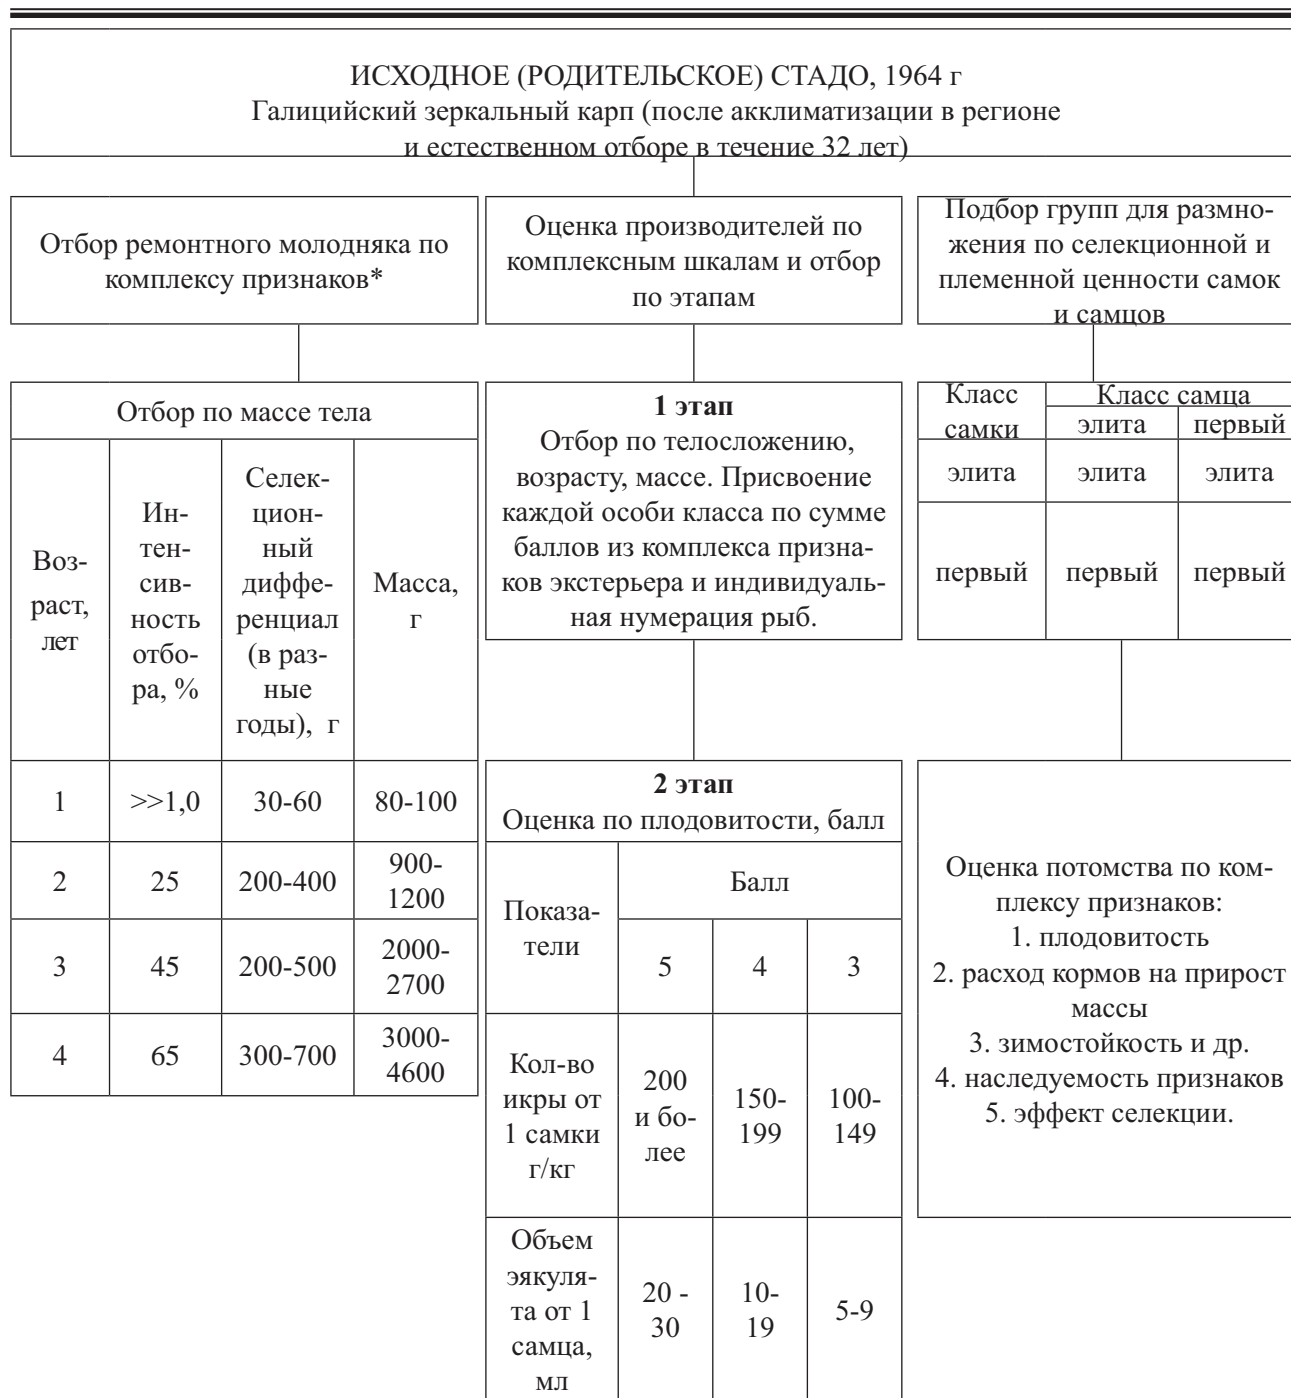 ИСХОДНОЕ (РОДИТЕЛЬСКОЕ) СТАДО, 1964 г
Галицийский зеркальный карп (после акклиматизации в регионе
и естественном отборе в течение 32 лет)
Отбор ремонтного молодняка по
комплексу признаков*
Оценка производителей по
комплексным шкалам и отбор
по этапам
Подбор групп для размно-
жения по селекционной и
племенной ценности самок
и самцов
Отбор по массе тела
Воз-
раст,
лет
Ин-
тен-
сив-
ность
отбо-
ра, %
Селек-
цион-
ный
диффе-
ренциал
(в раз-
ные
годы), г
Масса,
г
1 >>1,0 30-60 80-100
2 25 200-400 900-
1200
3 45 200-500 2000-
2700
4 65 300-700 3000-
4600
1 этап
Отбор по телосложению,
возрасту, массе. Присвоение
каждой особи класса по сумме
баллов из комплекса призна-
ков экстерьера и индивидуаль-
ная нумерация рыб.
2 этап
Оценка по плодовитости, балл
Показа-
тели
Балл
5 4 3
Кол-во
икры от
1 самки
г/кг
200
и бо-
лее
150-
199
100-
149
Объем
эякуля-
та от 1
самца,
мл
20 -
30
10-
19
5-9
Класс
самки
Класс самца
элита первый
элита элита элита
первый первый первый
Оценка потомства по ком-
плексу признаков:
1. плодовитость
2. расход кормов на прирост
массы
3. зимостойкость и др.
4. наследуемость признаков
5. эффект селекции.